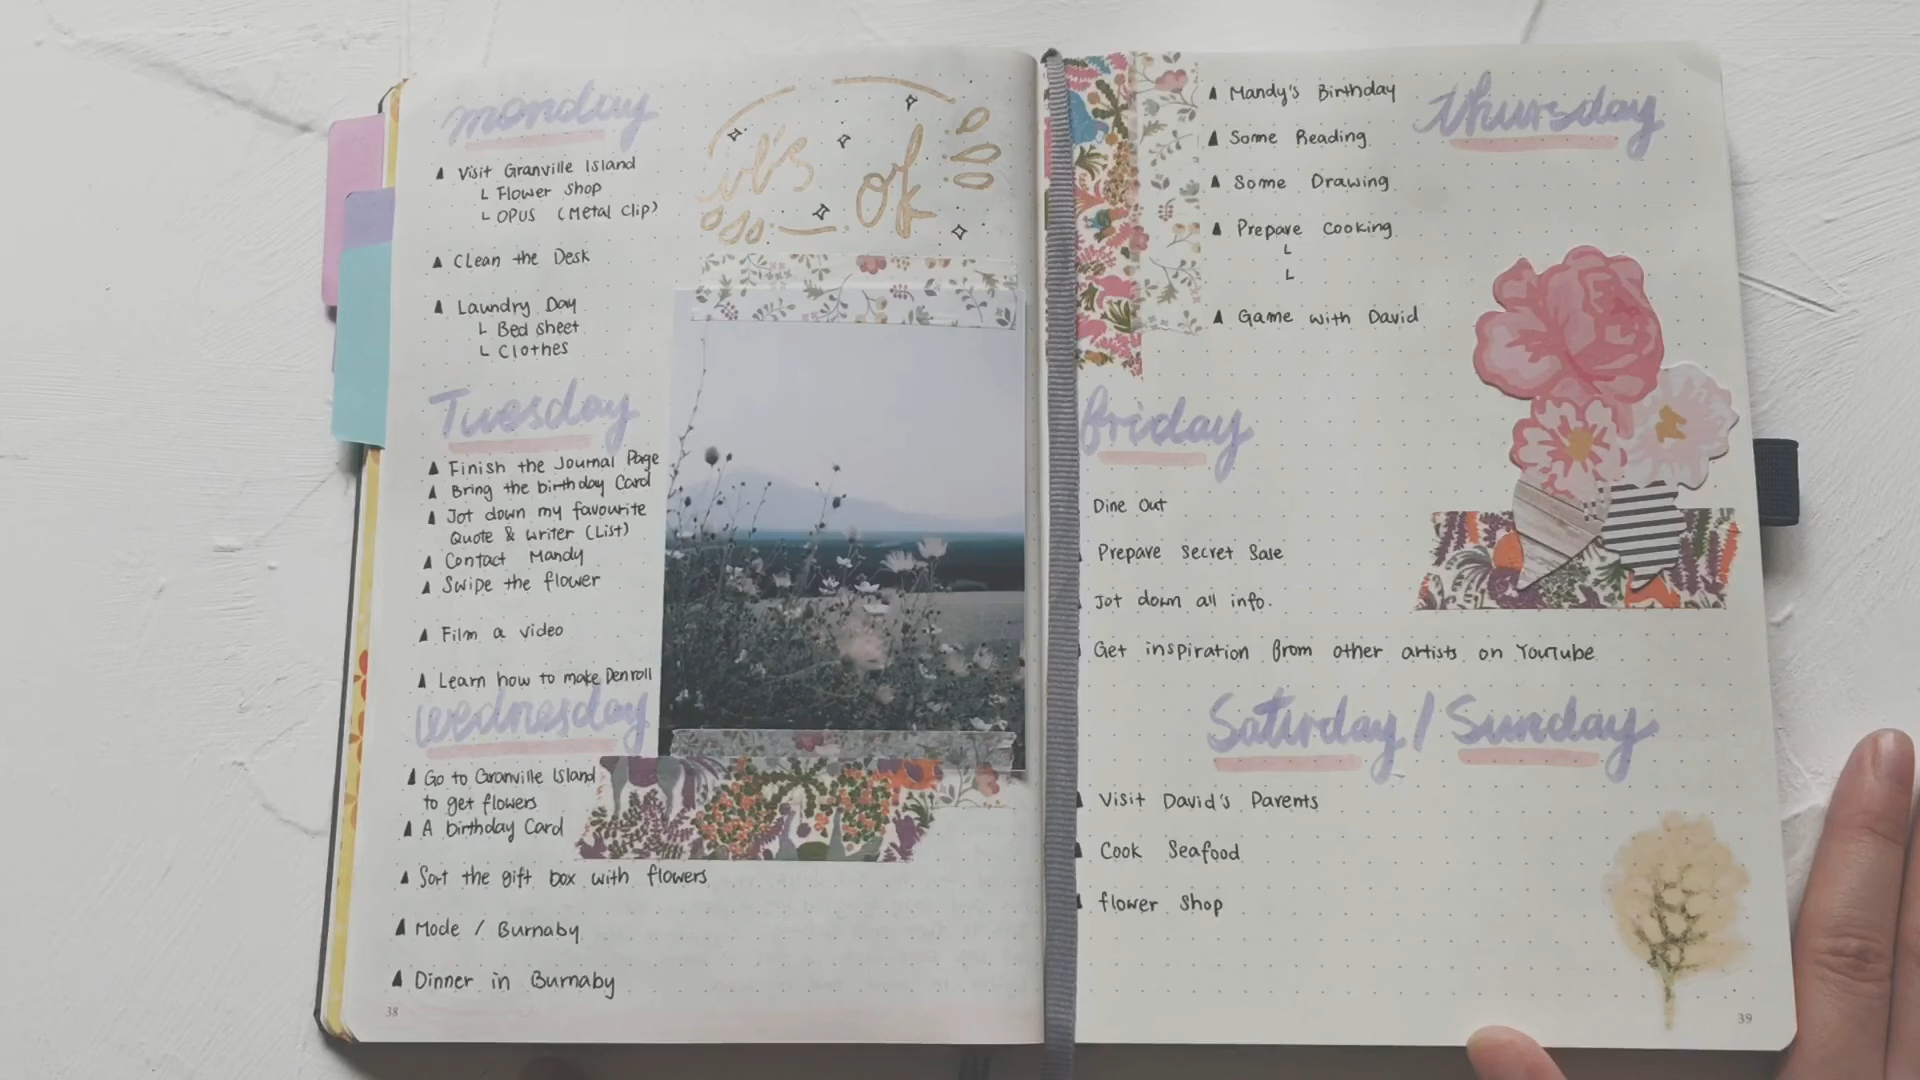 monday
Visit Granville Island
L Flower shop
L OPUS (Metal clip)
Clean the Desk
Laundry Day
L Bed sheet
L Clothes
Tuesday
Finish the Journal Page
Bring the birthday Card
Jot down my favourite
Quote & writer (List)
Contact Mandy
Swipe the flower
Film a video
Learn how to make Denroll
wednesday
Go to Granville Island
to get flowers
A birthday Card
Sort the gift box with flowers
Mode / Burnaby
Dinner in Burnaby
38
of
thursday
Mandy's Birthday
Some Reading
Some Drawing
Prepare Cooking
L
L
Game with David
friday
Dine Out
Prepare Secret Sale
Jot down all info.
Get inspiration from other artists on YouTube
Saturday / Sunday
Visit David's Parents
Cook Seafood
flower Shop
39